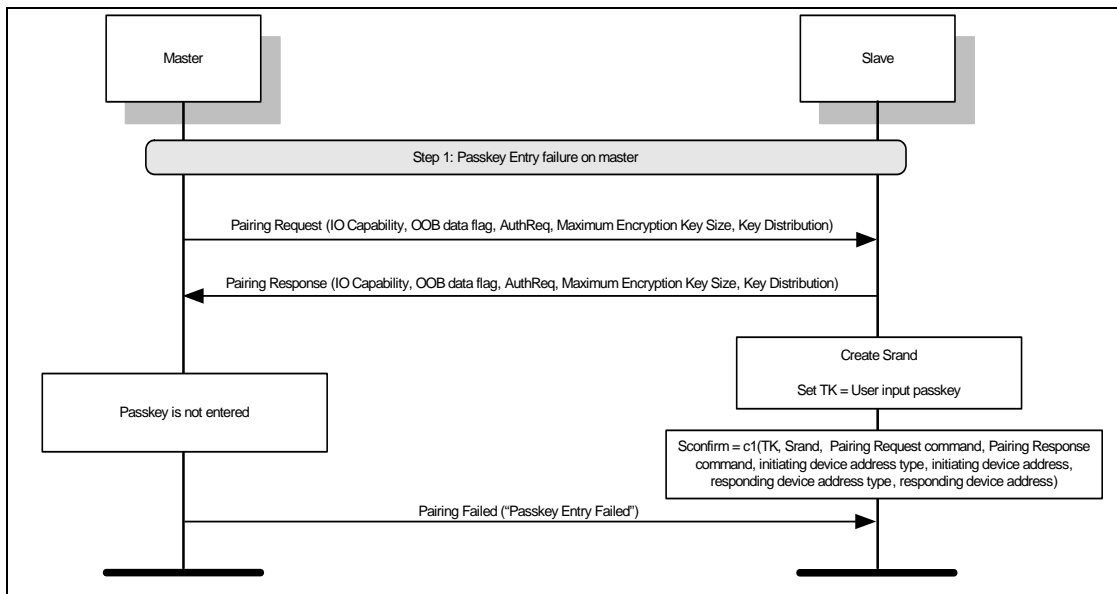 Master
Slave
Step 1: Passkey Entry failure on master
Pairing Request (IO Capability, OOB data flag, AuthReq, Maximum Encryption Key Size, Key Distribution)
Pairing Response (IO Capability, OOB data flag, AuthReq, Maximum Encryption Key Size, Key Distribution)
Create Srand
Set TK = User input passkey
Passkey is not entered
Sconfirm = c1(TK, Srand, Pairing Request command, Pairing Response
command, initiating device address type, initiating device address,
responding device address type, responding device address)
Pairing Failed (“Passkey Entry Failed”)